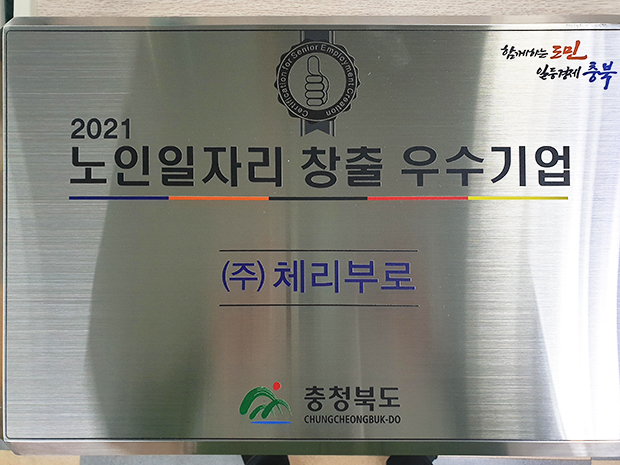 Certification for Senior Employment Creation
함께하는 도민
일등경제 충북
2021
노인일자리 창출 우수기업
(주) 체리부로
충청북도
CHUNGCHEONGBUK-DO